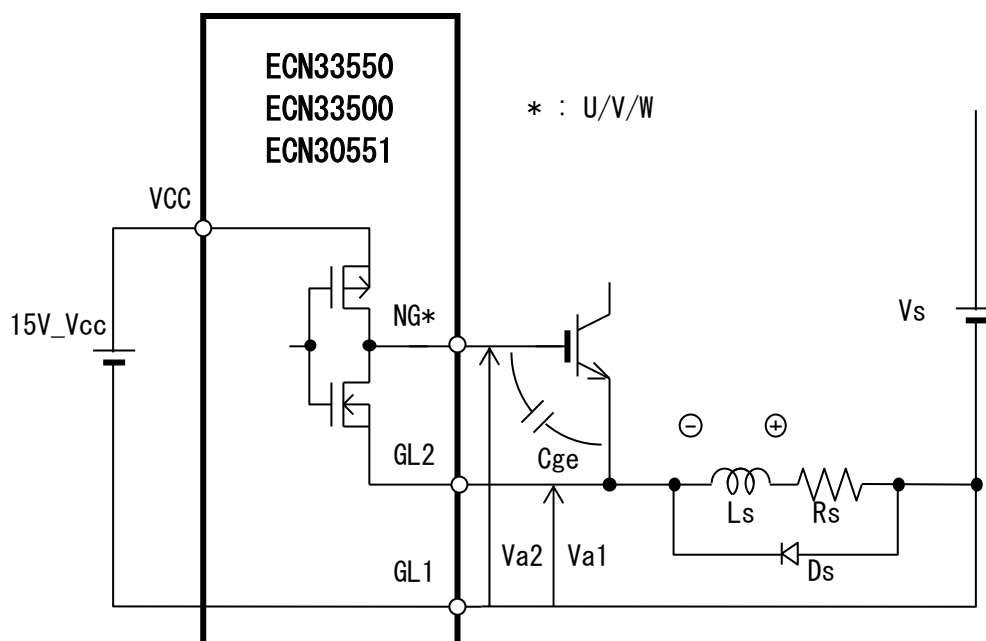 ECN33550
ECN33500
ECN30551
* : U/V/W
VCC
15V_Vcc
NG*
Vs
Cge
⊖ ⊕
GL2
Ls Rs
Va2 Va1
Ds
GL1